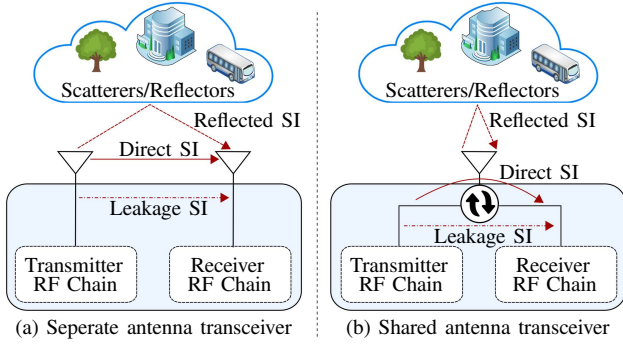 Scatterers/Reflectors
Reflected SI
Direct SI
Leakage SI
Transmitter
RF Chain
Receiver
RF Chain
(a) Seperate antenna transceiver
Scatterers/Reflectors
Reflected SI
Direct SI
Leakage SI
Transmitter
RF Chain
Receiver
RF Chain
(b) Shared antenna transceiver